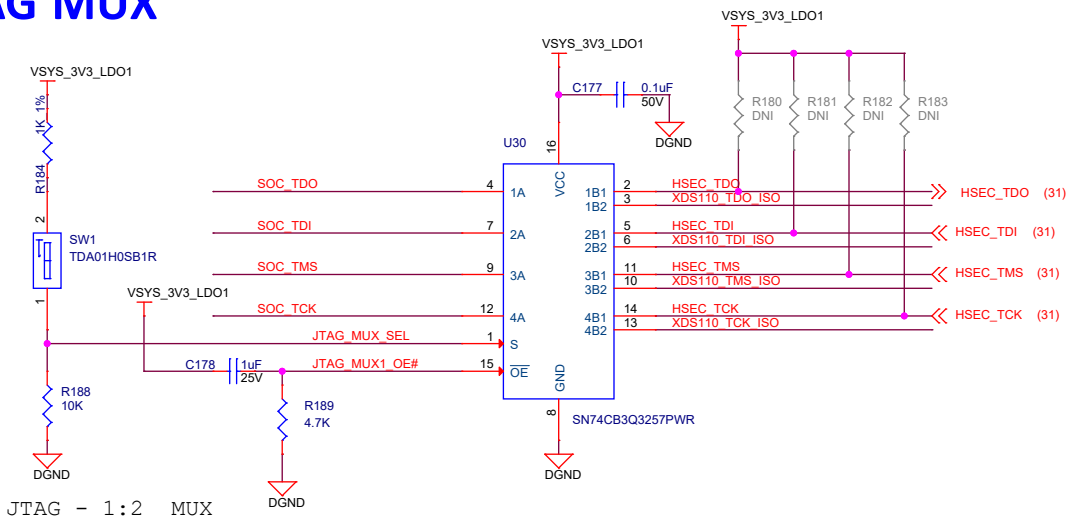 AG MUX
VSYS_3V3_LDO1
VSYS_3V3_LDO1
VSYS_3V3_LDO1
C177
0.1uF
50V
DGND
R180
DNI
R181
DNI
R182
DNI
R183
DNI
1K 1%
R184
2
SW1
TDA01H0SB1R
1
U30
16
VCC
SOC_TDO
4
1A
1B1
2
HSEC_TDO
HSEC_TDO (31)
1B2
3
XDS110_TDO_ISO
SOC_TDI
7
2A
2B1
5
HSEC_TDI
HSEC_TDI (31)
2B2
6
XDS110_TDI_ISO
SOC_TMS
9
3A
3B1
11
HSEC_TMS
HSEC_TMS (31)
3B2
10
XDS110_TMS_ISO
VSYS_3V3_LDO1
SOC_TCK
12
4A
4B1
14
HSEC_TCK
HSEC_TCK (31)
4B2
13
XDS110_TCK_ISO
JTAG_MUX_SEL
1
S
C178
1uF
25V
JTAG_MUX1_OE#
15
OE
GND
8
SN74CB3Q3257PWR
R188
10K
R189
4.7K
DGND
DGND
DGND
JTAG - 1:2 MUX